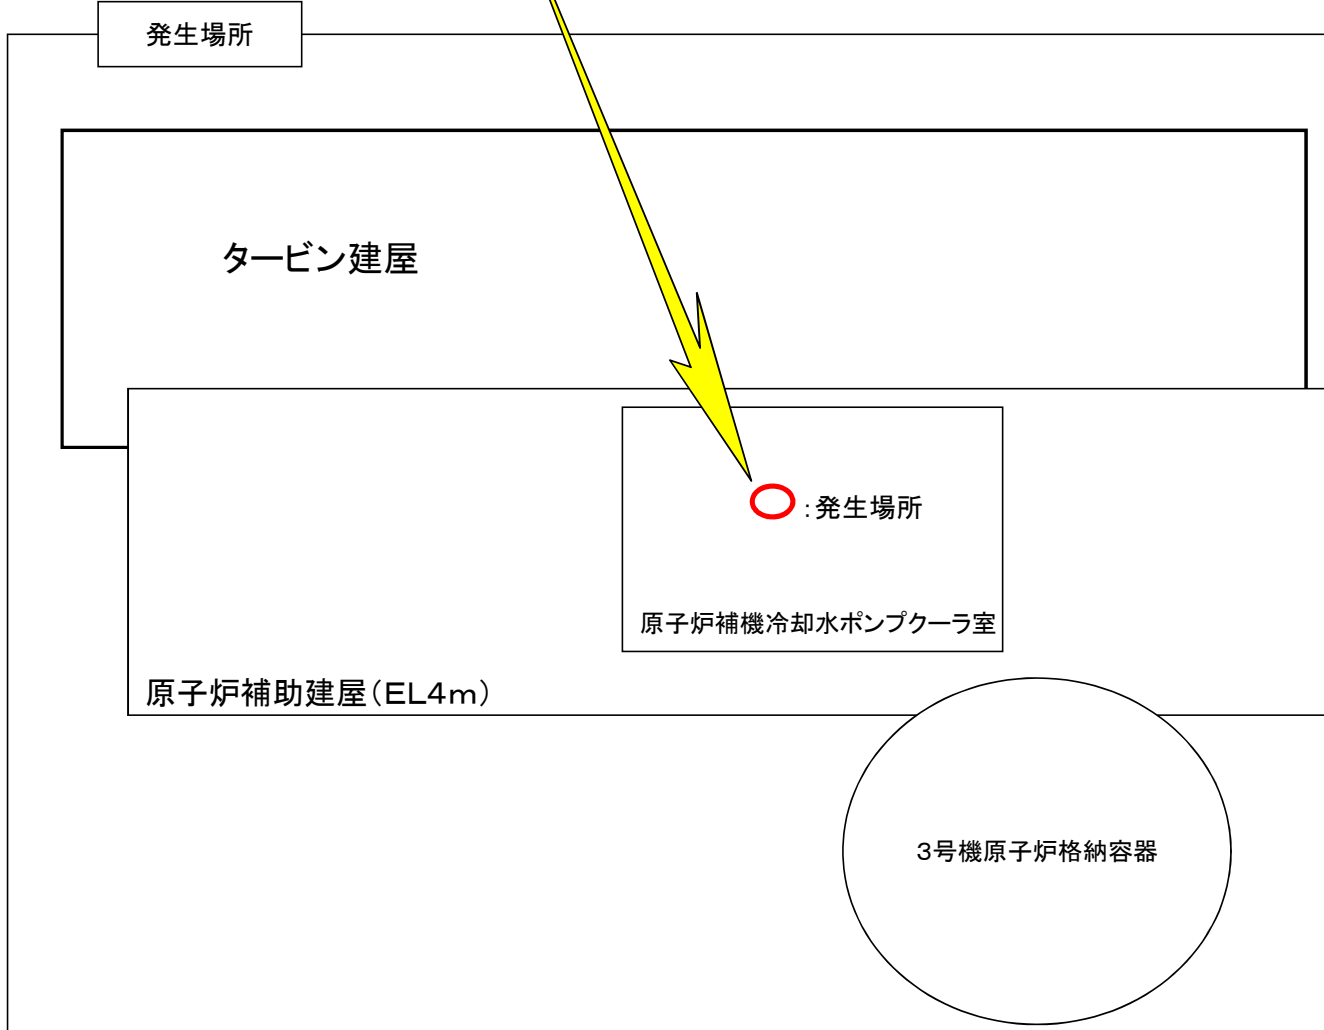 発生場所
タービン建屋
：発生場所
原子炉補機冷却水ポンプクーラ室
原子炉補助建屋（EL4m）
3号機原子炉格納容器